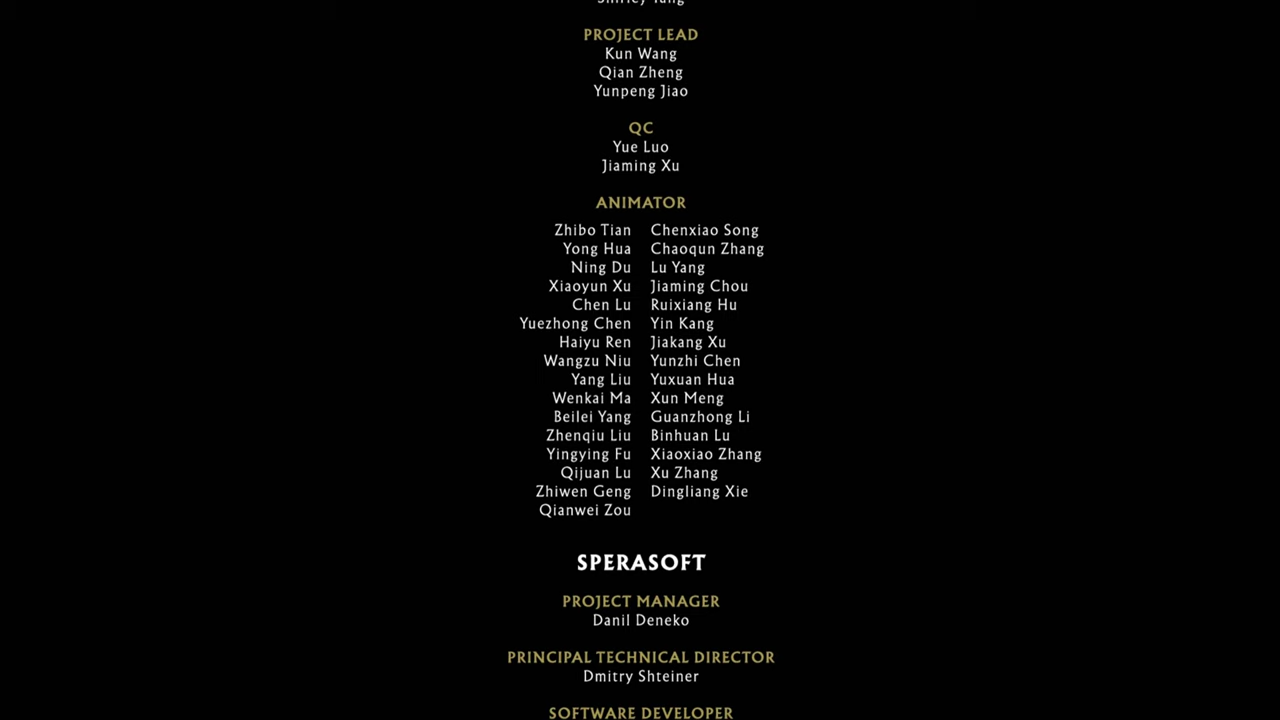 Shirley Yang
PROJECT LEAD
Kun Wang
Qian Zheng
Yunpeng Jiao
QC
Yue Luo
Jiaming Xu
ANIMATOR
Zhibo Tian Chenxiao Song
Yong Hua Chaoqun Zhang
Ning Du Lu Yang
Xiaoyun Xu Jiaming Chou
Chen Lu Ruixiang Hu
Yuezhong Chen Yin Kang
Haiyu Ren Jiakang Xu
Wangzu Niu Yunzhi Chen
Yang Liu Yuxuan Hua
Wenkai Ma Xun Meng
Beilei Yang Guanzhong Li
Zhenqiu Liu Binhuan Lu
Yingying Fu Xiaoxiao Zhang
Qijuan Lu Xu Zhang
Zhiwen Geng Dingliang Xie
Qianwei Zou
SPERASOFT
PROJECT MANAGER
Danil Deneko
PRINCIPAL TECHNICAL DIRECTOR
Dmitry Shteiner
SOFTWARE DEVELOPER